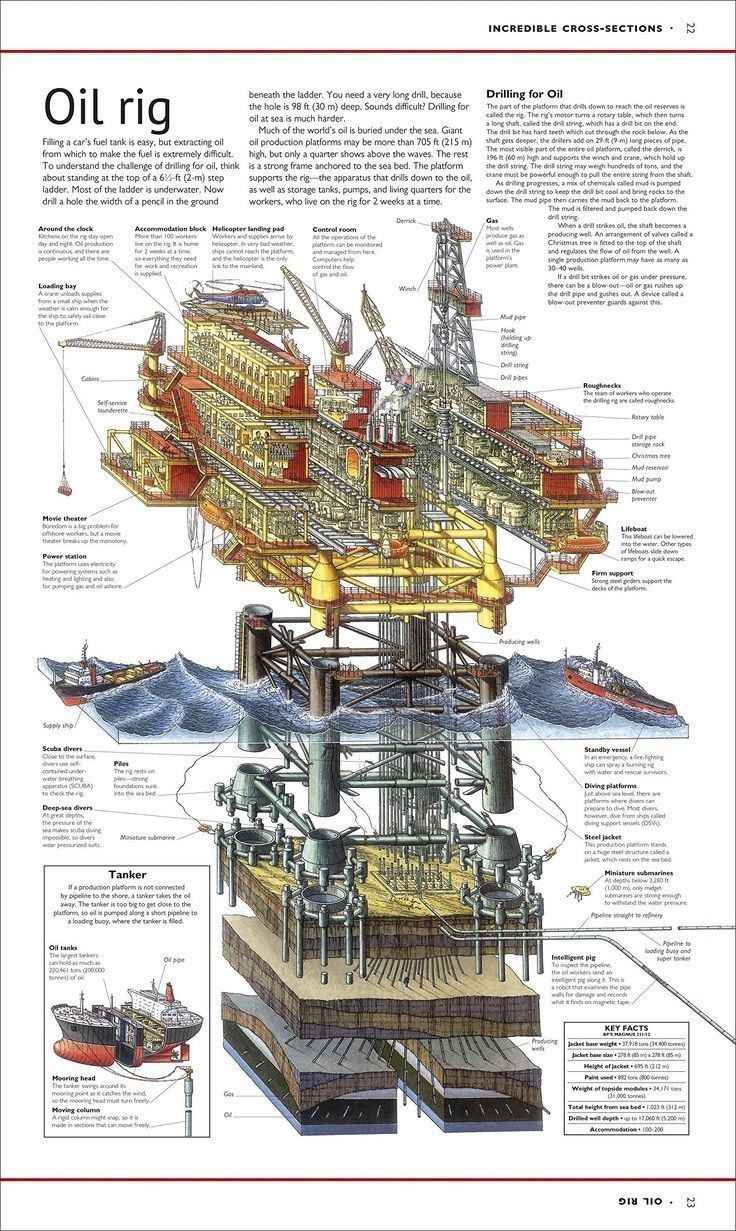 INCREDIBLE CROSS-SECTIONS • 22
Oil rig
Filling a car's fuel tank is easy, but extracting oil
from which to make the fuel is extremely difficult.
To understand the challenge of drilling for oil, think
about standing at the top of a 6½-ft (2-m) step
ladder. Most of the ladder is underwater. Now
drill a hole the width of a pencil in the ground
beneath the ladder. You need a very long drill, because
the hole is 98 ft (30 m) deep. Sounds difficult? Drilling for
oil at sea is much harder.
Much of the world's oil is buried under the sea. Giant
oil production platforms may be more than 705 ft (215 m)
high, but only a quarter shows above the waves. The rest
is a strong frame anchored to the sea bed. The platform
supports the rig—the apparatus that drills down to the oil,
as well as storage tanks, pumps, and living quarters for the
workers, who live on the rig for 2 weeks at a time.
Drilling for Oil
The part of the platform that drills down to reach the oil reserves is
called the rig. The rig's motor turns a rotary table, which then turns
a long shaft, called the drill string, which has a drill bit on the end.
The drill bit has hard teeth which cut through the rock below. As the
shaft gets deeper, the drillers add on 29-ft (9-m) long pieces of pipe.
The most visible part of the entire oil platform, called the derrick, is
196 ft (60 m) high and supports the winch and crane, which hold up
the drill string. The drill string may weigh hundreds of tons, and the
crane must be powerful enough to pull the entire string from the shaft.
As drilling progresses, a mix of chemicals called mud is pumped
down the drill string to keep the drill bit cool and bring rocks to the
surface. The mud pipe then carries the mud back to the platform.
The mud is filtered and pumped back down the
drill string.
When a drill strikes oil, the shaft becomes a
producing well. An arrangement of valves called a
Christmas tree is fitted to the top of the shaft
and regulates the flow of oil from the well. A
single production platform may have as many as
30–40 wells.
If a drill bit strikes oil or gas under pressure,
there can be a blow-out—oil or gas rushes up
the drill pipe and gushes out. A device called a
blow-out preventer guards against this.
Around the clock
Kitchens on the rig stay open
day and night. Oil production
is continuous, and there are
people working all the time.
Accommodation block
More than 100 workers
live on the rig. It is home
for 2 weeks at a time,
so everything they need
for work and recreation
is supplied.
Helicopter landing pad
Workers and supplies arrive by
helicopter. In very bad weather,
ships cannot reach the platform,
and the helicopter is the only
link to the mainland.
Control room
All the operations of the
platform can be monitored
and managed from here.
Computers help
control the flow
of gas and oil.
Derrick
Gas
Most wells
produce gas as
well as oil. Gas
is used in the
platform's
power plant.
Winch
Loading bay
A crane unloads supplies
from a small ship when the
weather is calm enough for
the ship to safely sail close
to the platform.
Mud pipe
Hook
(holding up
drilling
string)
Drill string
Drill pipes
Cabins
Self-service
launderette
Roughnecks
The team of workers who operate
the drilling rig are called roughnecks.
Rotary table
Drill pipe
storage rack
Christmas tree
Mud reservoir
Mud pump
Blow-out
preventer
Movie theater
Boredom is a big problem for
offshore workers, but a movie
theater breaks up the monotony.
Power station
The platform uses electricity
for powering systems such as
heating and lighting and also
for pumping gas and oil ashore.
Lifeboat
This lifeboat can be lowered
into the water. Other types
of lifeboats slide down
ramps for a quick escape.
Firm support
Strong steel girders support the
decks of the platform.
Producing wells
Supply ship
Scuba divers
Close to the surface,
divers use self-
contained under-
water breathing
apparatus (SCUBA)
to check the rig.
Piles
The rig rests on
piles—strong
foundations sunk
into the sea bed.
Deep-sea divers
At great depths,
the pressure of the
sea makes scuba diving
impossible, so divers
wear pressurized suits.
Miniature submarine
Standby vessel
In an emergency, a fire-fighting
ship can spray a burning rig
with water and rescue survivors.
Diving platforms
Just above sea level, there are
platforms where divers can
prepare to dive. Most divers,
however, dive from ships called
diving support vessels (DSVs).
Steel jacket
This production platform stands
on a huge steel structure called a
jacket, which rests on the sea bed.
Miniature submarines
At depths below 3,280 ft
(1,000 m), only midget
submarines are strong enough
to withstand the water pressure.
Pipeline straight to refinery
Pipeline to
loading buoy and
super tanker
Intelligent pig
To inspect the pipeline,
the oil workers send an
intelligent pig along it. This is
a robot that examines the pipe
walls for damage and records
what it finds on magnetic tape.
Tanker
If a production platform is not connected
by pipeline to the shore, a tanker takes the oil
away. The tanker is too big to get close to the
platform, so oil is pumped along a short pipeline to
a loading buoy, where the tanker is filled.
Oil tanks
The largest tankers
can hold as much as
220,461 tons (200,000
tonnes) of oil.
Oil pipe
Mooring head
The tanker swings around its
mooring point as it catches the wind,
so the mooring head must turn freely.
Moving column
A rigid column might snap, so it is
made in sections that can move freely.
Gas
Oil
Producing
wells
KEY FACTS
BP'S MAGNUS 211/12
Jacket base weight • 37,918 tons (34,400 tonnes)
Jacket base size • 278 ft (85 m) x 278 ft (85 m)
Height of jacket • 695 ft (212 m)
Paint used • 882 tons (800 tonnes)
Weight of topside modules • 34,171 tons
(31,000 tonnes)
Total height from sea bed • 1,023 ft (312 m)
Drilled well depth • up to 17,060 ft (5,200 m)
Accommodation • 100–200
OIL RIG • 23